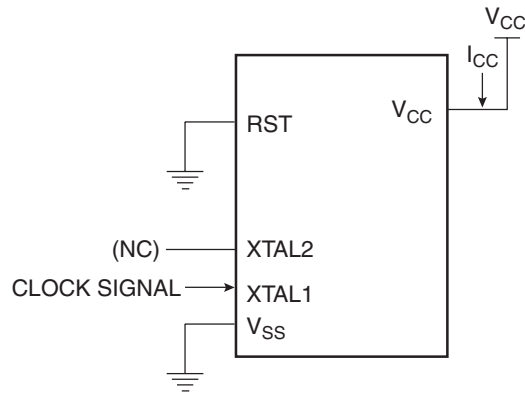 V_CC
I_CC
V_CC
RST
(NC)
XTAL2
CLOCK SIGNAL
XTAL1
V_SS